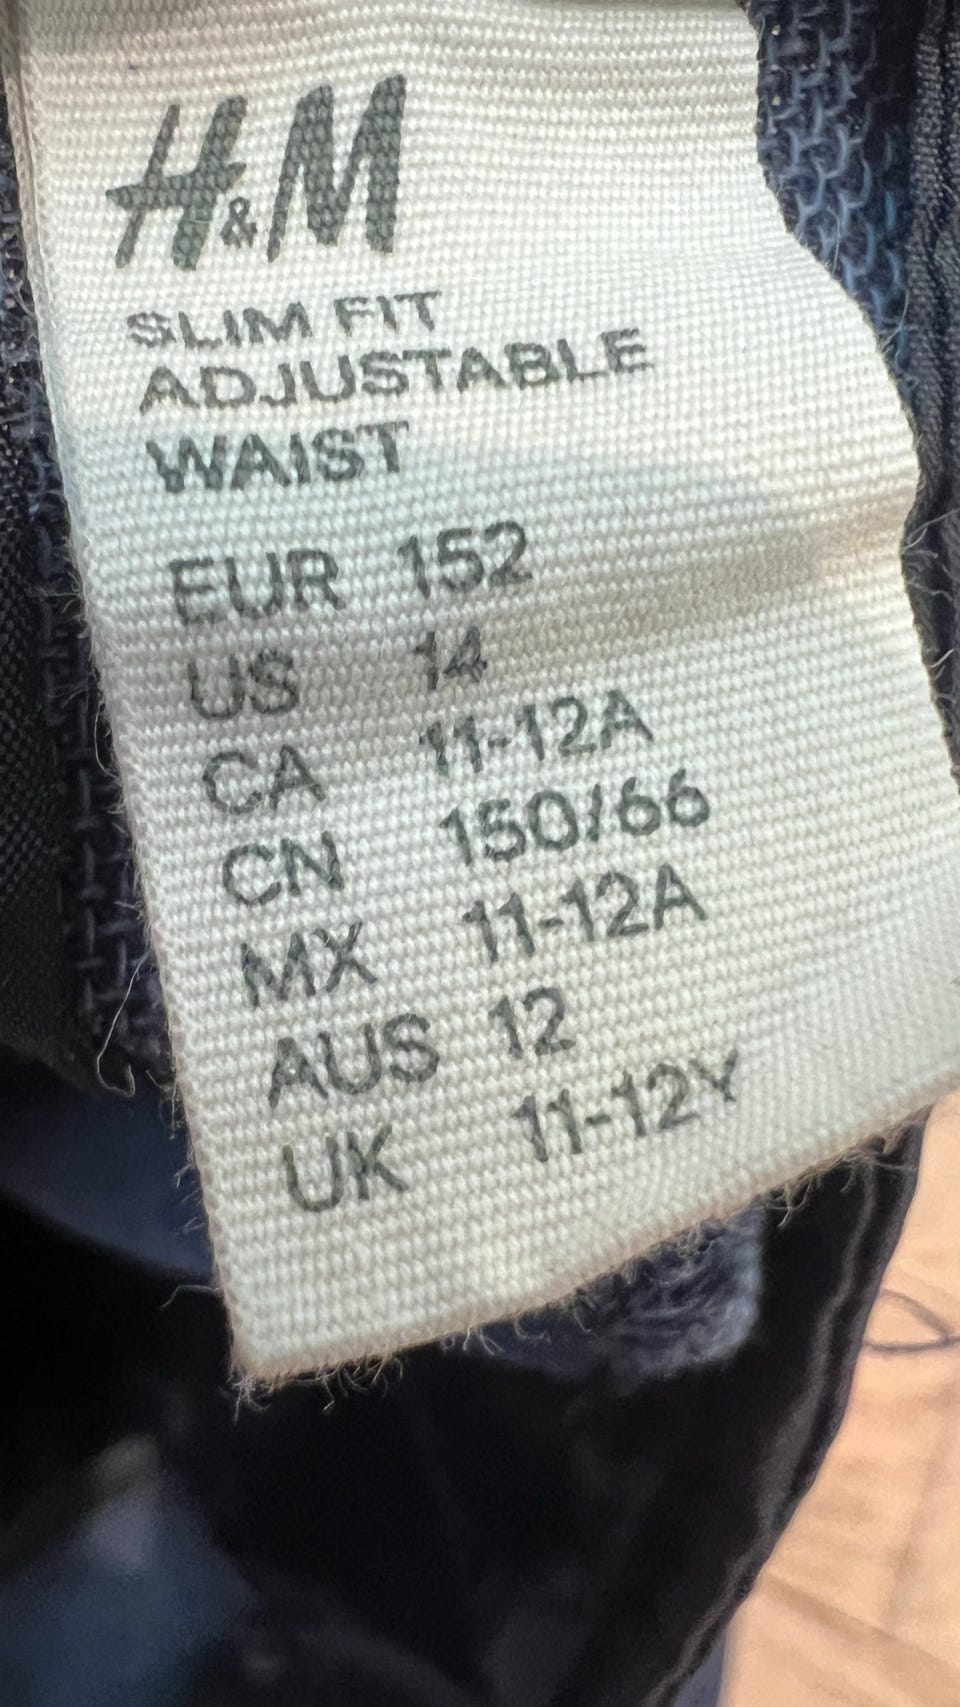 H&M
SLIM FIT
ADJUSTABLE
WAIST
EUR 152
US 14
CA 11-12A
CN 150/66
MX 11-12A
AUS 12
UK 11-12Y